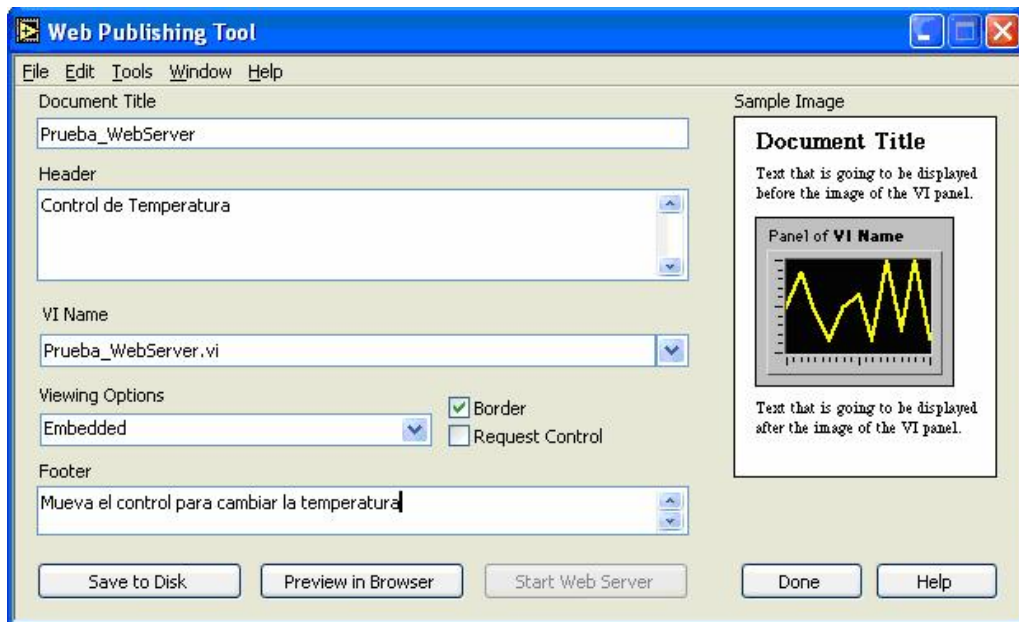 Web Publishing Tool
File Edit Tools Window Help
Document Title
Prueba_WebServer
Header
Control de Temperatura
VI Name
Prueba_WebServer.vi
Viewing Options
Embedded
Border
Request Control
Footer
Mueva el control para cambiar la temperatura
Save to Disk
Preview in Browser
Start Web Server
Sample Image
Document Title
Text that is going to be displayed
before the image of the VI panel.
Panel of VI Name
Text that is going to be displayed
after the image of the VI panel.
Done
Help